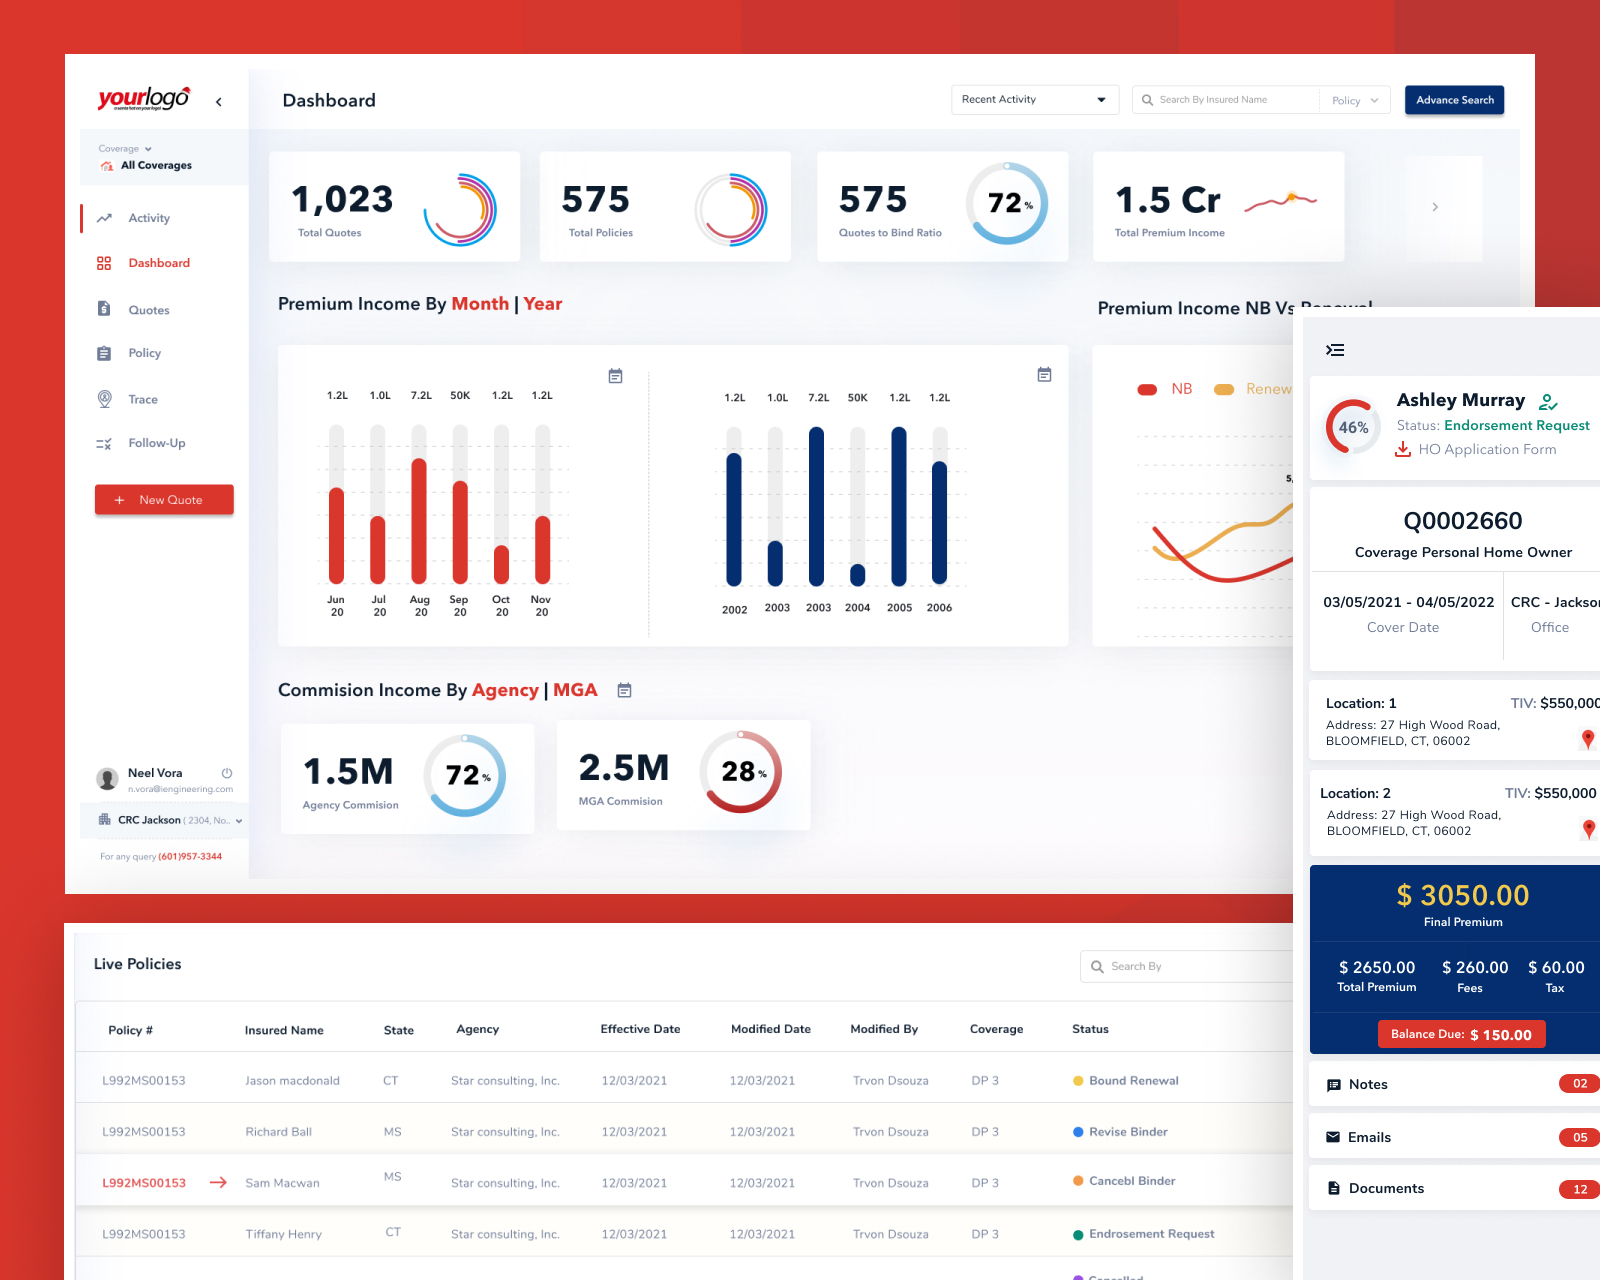 yourlogo
Dashboard
Recent Activity
Search By Insured Name
Policy
Advance Search
Coverage
All Coverages
Activity
Dashboard
Quotes
Policy
Trace
Follow-Up
+ New Quote
Neel Vora
n.vora@iengineering.com
CRC Jackson ( 2304, No..
For any query (601)957-3344
1,023
Total Quotes
575
Total Policies
575
Quotes to Bind Ratio
72%
1.5 Cr
Total Premium Income
Premium Income By Month | Year
1.2L 1.0L 7.2L 50K 1.2L 1.2L
Jun Jul Aug Sep Oct Nov
20 20 20 20 20 20
1.2L 1.0L 7.2L 50K 1.2L 1.2L
2002 2003 2003 2004 2005 2006
Premium Income NB Vs Renewal
NB Renew
5,
Commision Income By Agency | MGA
1.5M
Agency Commision
72%
2.5M
MGA Commision
28%
Live Policies
Search By
Policy # Insured Name State Agency Effective Date Modified Date Modified By Coverage Status
L992MS00153 Jason macdonald CT Star consulting, Inc. 12/03/2021 12/03/2021 Trvon Dsouza DP 3 Bound Renewal
L992MS00153 Richard Ball MS Star consulting, Inc. 12/03/2021 12/03/2021 Trvon Dsouza DP 3 Revise Binder
L992MS00153 → Sam Macwan MS Star consulting, Inc. 12/03/2021 12/03/2021 Trvon Dsouza DP 3 Cancebl Binder
L992MS00153 Tiffany Henry CT Star consulting, Inc. 12/03/2021 12/03/2021 Trvon Dsouza DP 3 Endrosement Request
Cancelled
46%
Ashley Murray
Status: Endorsement Request
HO Application Form
Q0002660
Coverage Personal Home Owner
03/05/2021 - 04/05/2022
Cover Date
CRC - Jackson
Office
Location: 1 TIV: $550,000
Address: 27 High Wood Road,
BLOOMFIELD, CT, 06002
Location: 2 TIV: $550,000
Address: 27 High Wood Road,
BLOOMFIELD, CT, 06002
$ 3050.00
Final Premium
$ 2650.00 $ 260.00 $ 60.00
Total Premium Fees Tax
Balance Due: $ 150.00
Notes 02
Emails 05
Documents 12